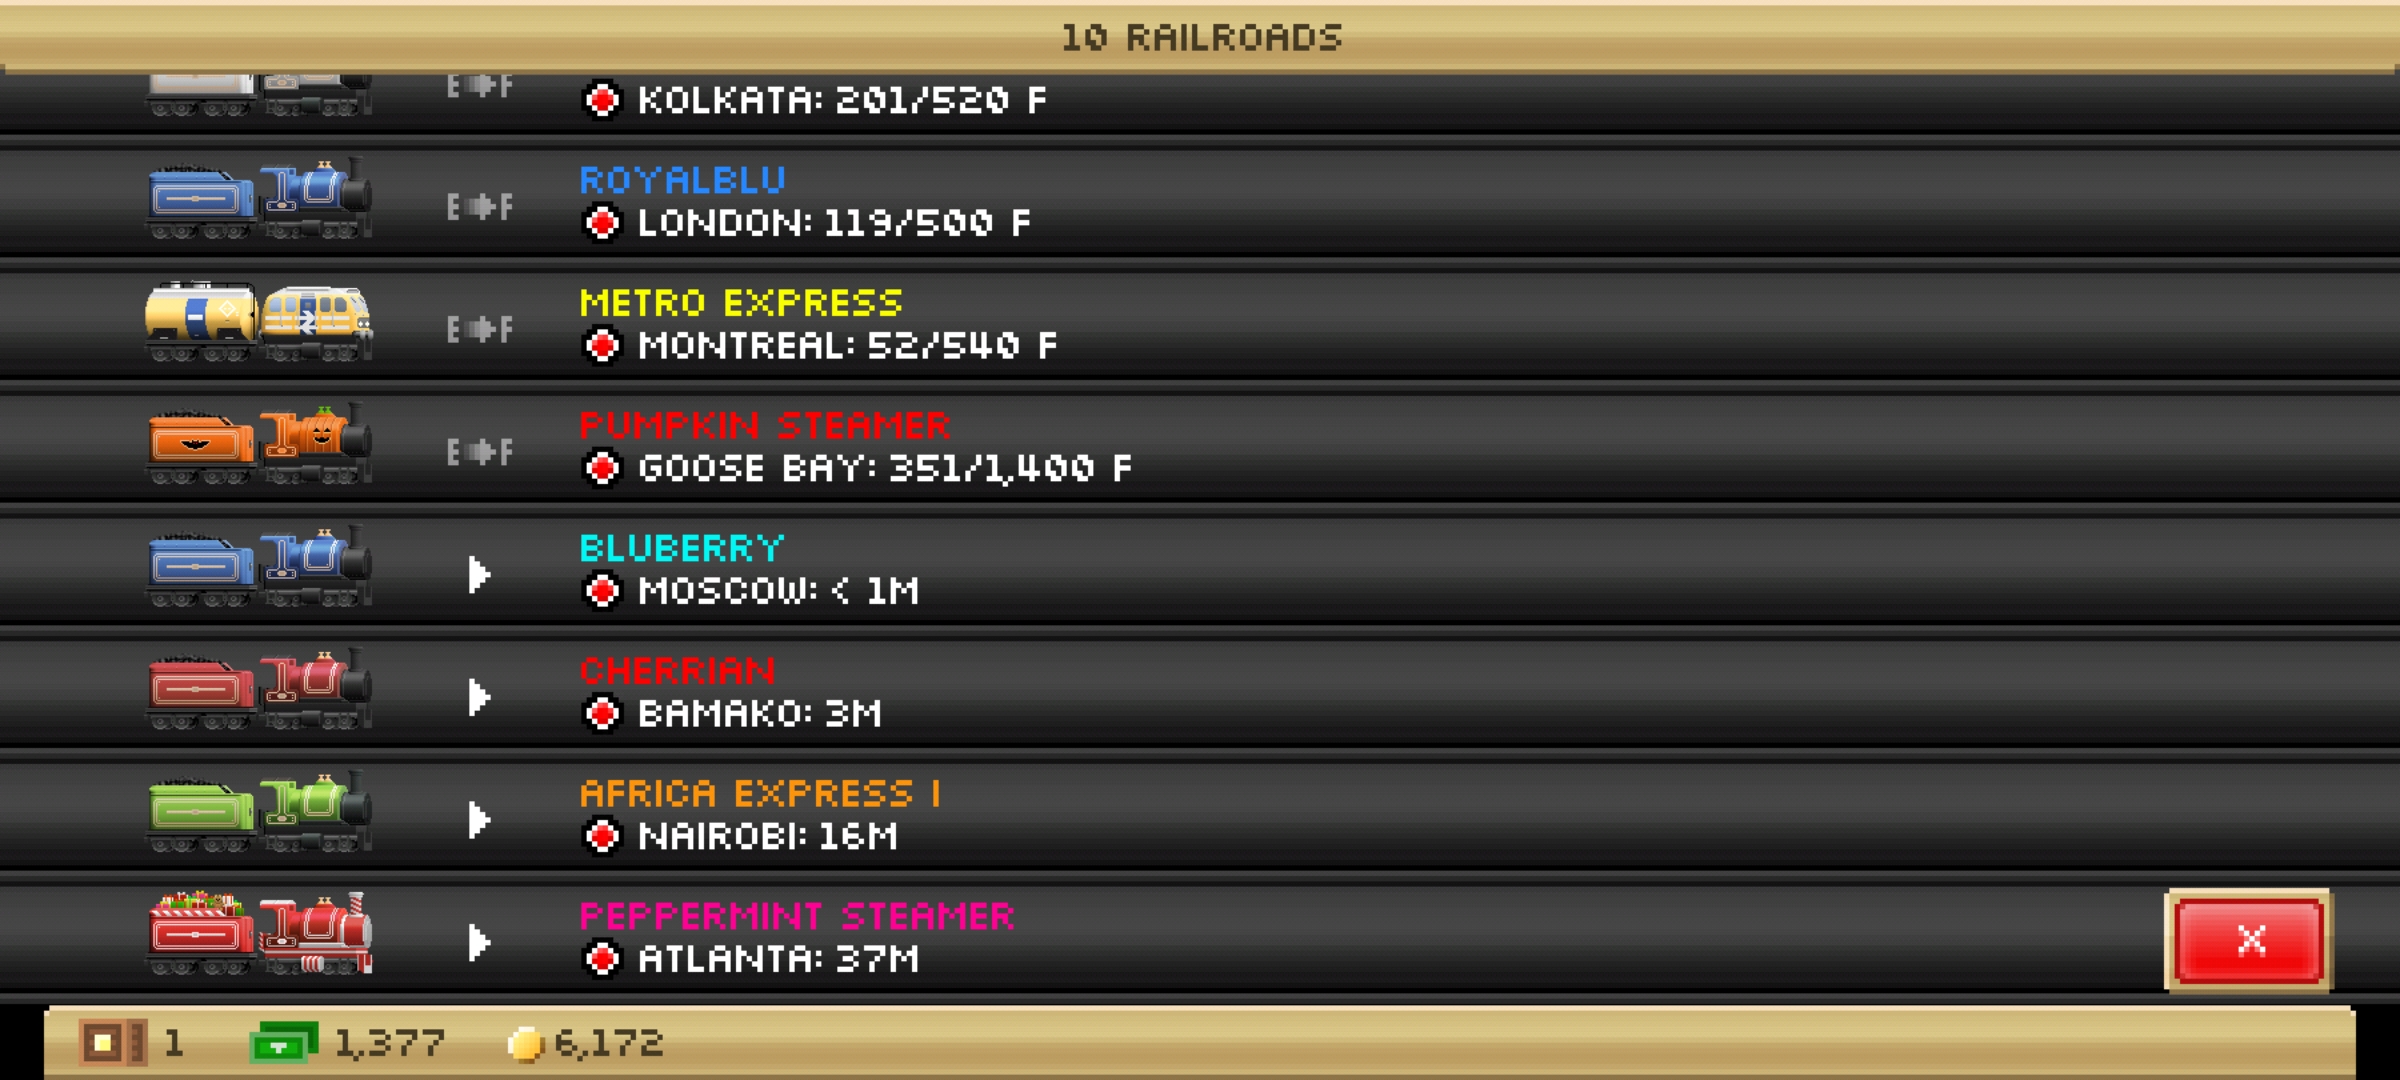 10 RAILROADS
E F
KOLKATA: 201/520 F
ROYALBLU
E F
LONDON: 119/500 F
METRO EXPRESS
E F
MONTREAL: 52/540 F
PUMPKIN STEAMER
E F
GOOSE BAY: 351/1,400 F
BLUBERRY
MOSCOW: < 1M
CHERRIAN
BAMAKO: 3M
AFRICA EXPRESS I
NAIROBI: 16M
PEPPERMINT STEAMER
ATLANTA: 37M
X
1 1,377 6,172